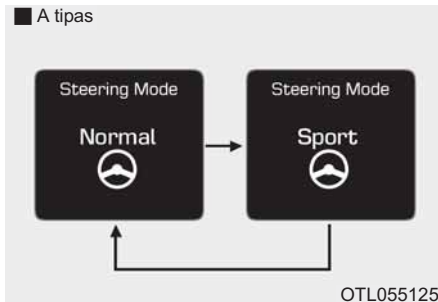 ■ A tipas
Steering Mode
Normal
Steering Mode
Sport
OTL055125